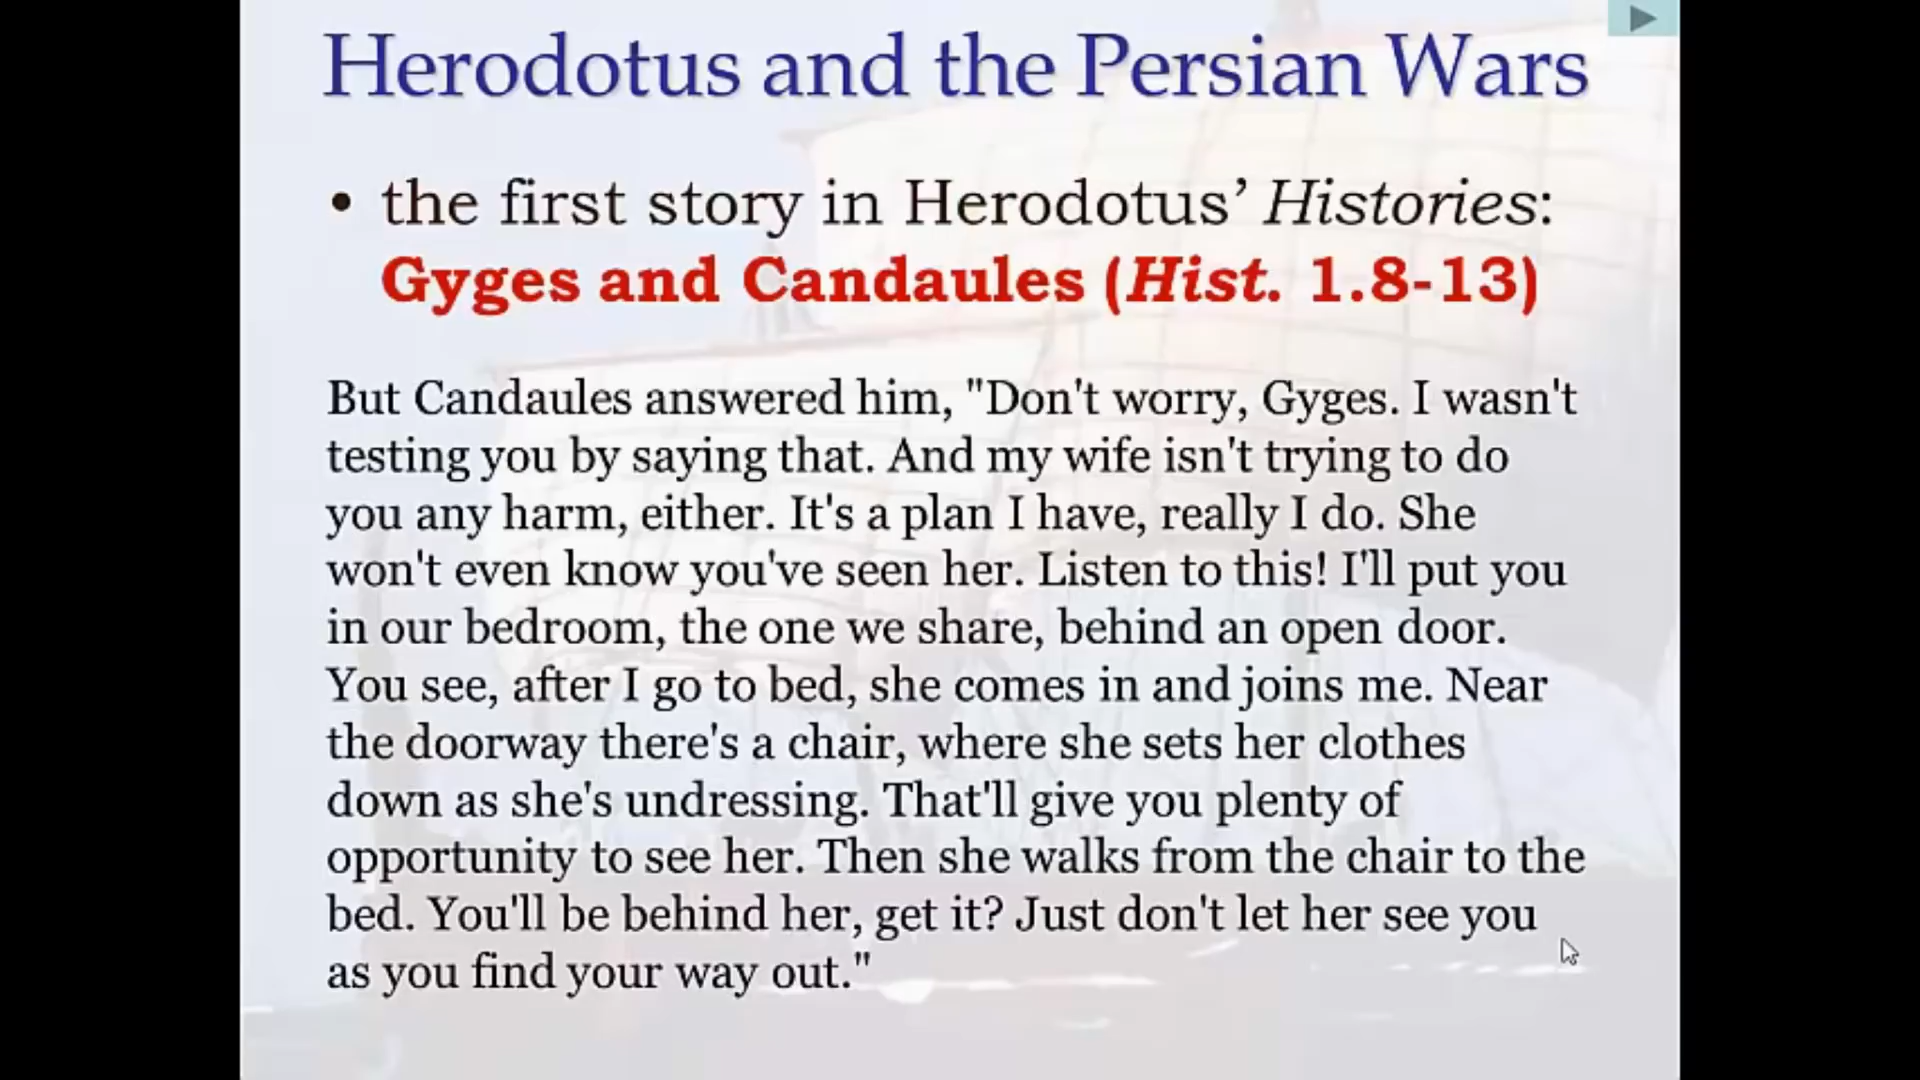 Herodotus and the Persian Wars
• the first story in Herodotus’ Histories:
Gyges and Candaules (Hist. 1.8-13)
But Candaules answered him, "Don't worry, Gyges. I wasn't
testing you by saying that. And my wife isn't trying to do
you any harm, either. It's a plan I have, really I do. She
won't even know you've seen her. Listen to this! I'll put you
in our bedroom, the one we share, behind an open door.
You see, after I go to bed, she comes in and joins me. Near
the doorway there's a chair, where she sets her clothes
down as she's undressing. That'll give you plenty of
opportunity to see her. Then she walks from the chair to the
bed. You'll be behind her, get it? Just don't let her see you
as you find your way out."